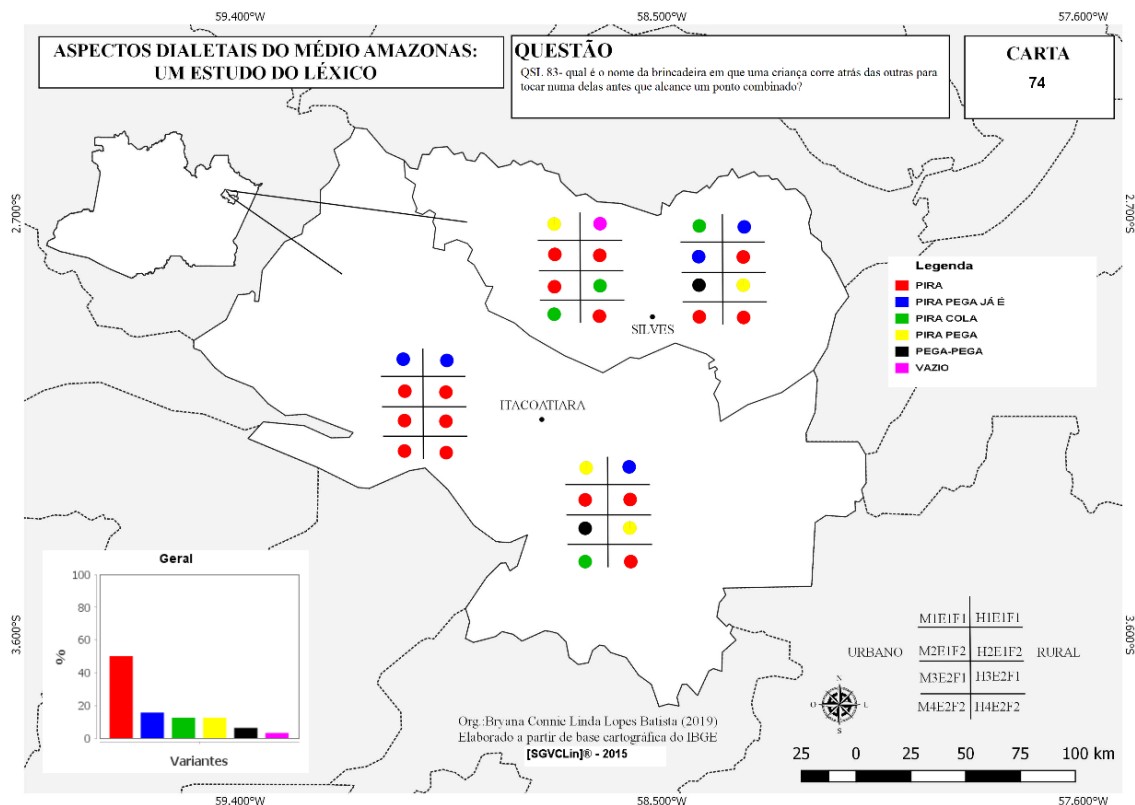 59.400°W
58.500°W
57.600°W
ASPECTOS DIALETAIS DO MÉDIO AMAZONAS:
UM ESTUDO DO LÉXICO
QUESTÃO
QSL 83- qual é o nome da brincadeira em que uma criança corre atrás das outras para
tocar numa delas antes que alcance um ponto combinado?
CARTA
74
2.700°S
2.700°S
Legenda
PIRA
PIRA PEGA JÁ É
PIRA COLA
PIRA PEGA
PEGA-PEGA
VAZIO
SILVES
ITACOATIARA
Geral
100
80
60
40
20
0
%
Variantes
3.600°S
3.600°S
M1E1F1 H1E1F1
URBANO M2E1F2 H2E1F2 RURAL
M3E2F1 H3E2F1
M4E2F2 H4E2F2
N
O L
S
Org.:Bryana Connie Linda Lopes Batista (2019)
Elaborado a partir de base cartográfica do IBGE
[SGVCLin]® - 2015
25 0 25 50 75 100 km
59.400°W
58.500°W
57.600°W